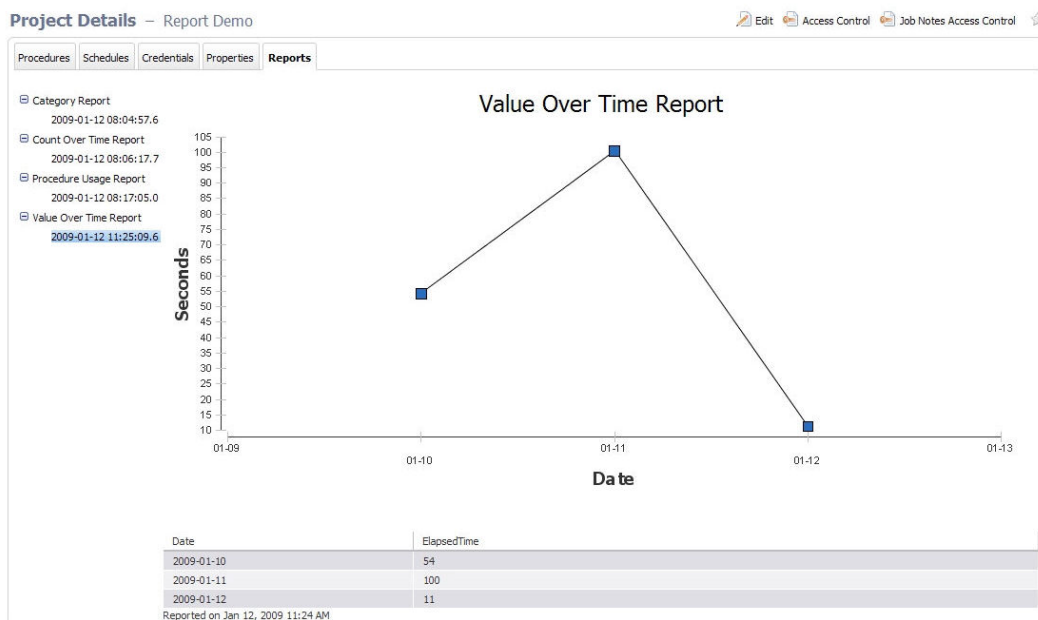 Project Details – Report Demo
Edit Access Control Job Notes Access Control
Procedures Schedules Credentials Properties Reports
Category Report
2009-01-12 08:04:57.6
Count Over Time Report
2009-01-12 08:06:17.7
Procedure Usage Report
2009-01-12 08:17:05.0
Value Over Time Report
2009-01-12 11:25:09.6
Value Over Time Report
105
100
95
90
85
80
75
70
65
60
55
50
45
40
35
30
25
20
15
10
Seconds
01-09 01-10 01-11 01-12 01-13
Date
Date ElapsedTime
2009-01-10 54
2009-01-11 100
2009-01-12 11
Reported on Jan 12, 2009 11:24 AM